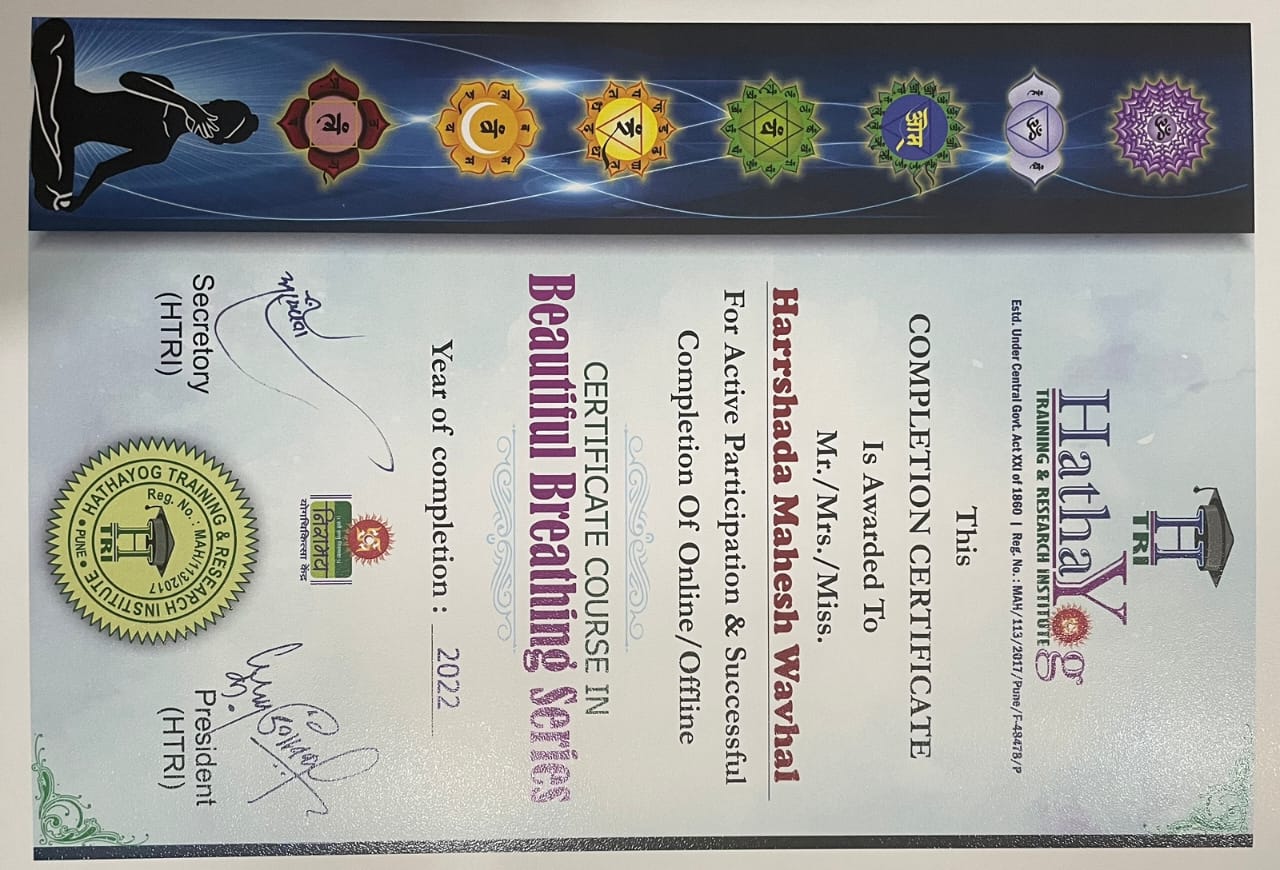 H
TRI
HathaYog
TRAINING & RESEARCH INSTITUTE
Estd. Under Central Govt. Act XXI of 1860 | Reg. No.: MAH/113/2017/Pune/F-48478/P
This
COMPLETION CERTIFICATE
Is Awarded To
Mr./Mrs./Miss.
Harrshada Mahesh Wavhal
For Active Participation & Successful
Completion Of Online/Offline
CERTIFICATE COURSE IN
Beautiful Breathing Series
Year of completion : 2022
योगचिकित्सा केंद्र
Secretory
(HTRI)
HATHAYOG TRAINING & RESEARCH INSTITUTE
• PUNE •
Reg. No. : MAH/113/2017
H
TRI
President
(HTRI)
ॐ
हं
ॐ
क्षं
यं
रं
वं
लं